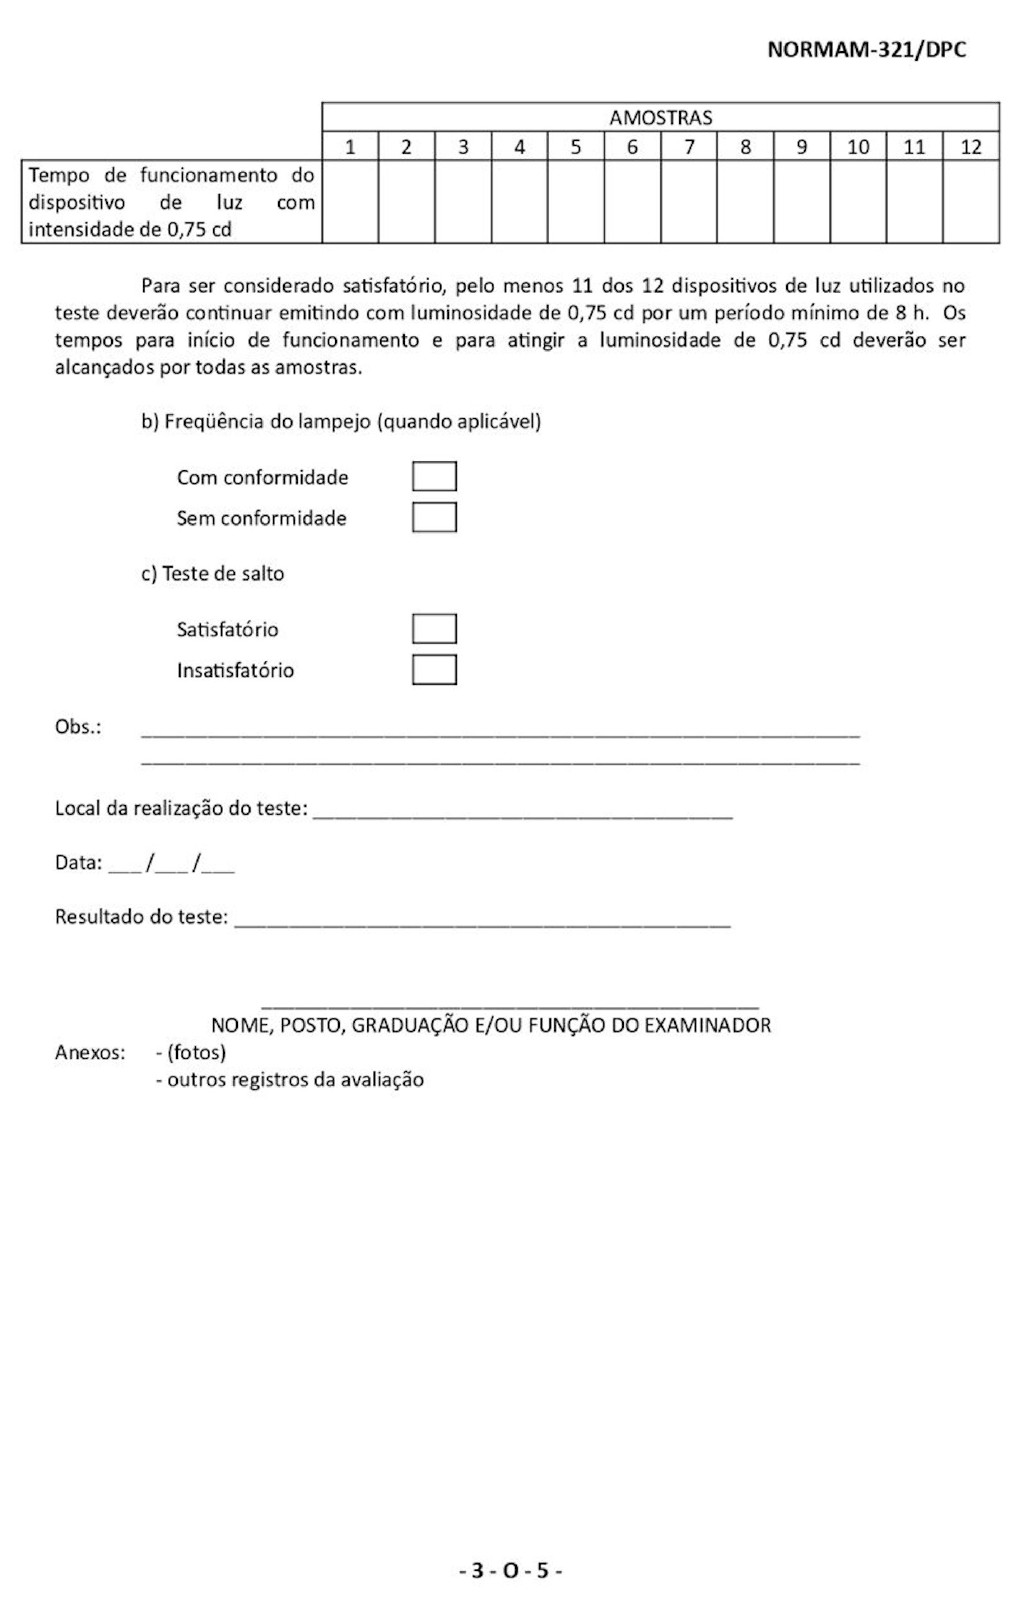 NORMAM-321/DPC
AMOSTRAS
1 2 3 4 5 6 7 8 9 10 11 12
Tempo de funcionamento do
dispositivo de luz com
intensidade de 0,75 cd
Para ser considerado satisfatório, pelo menos 11 dos 12 dispositivos de luz utilizados no
teste deverão continuar emitindo com luminosidade de 0,75 cd por um período mínimo de 8 h. Os
tempos para início de funcionamento e para atingir a luminosidade de 0,75 cd deverão ser
alcançados por todas as amostras.
b) Freqüência do lampejo (quando aplicável)
Com conformidade
Sem conformidade
c) Teste de salto
Satisfatório
Insatisfatório
Obs.: ___
___
Local da realização do teste: ___
Data: ___/___/___
Resultado do teste: ___
NOME, POSTO, GRADUAÇÃO E/OU FUNÇÃO DO EXAMINADOR
Anexos: - (fotos)
- outros registros da avaliação
- 3 - O - 5 -